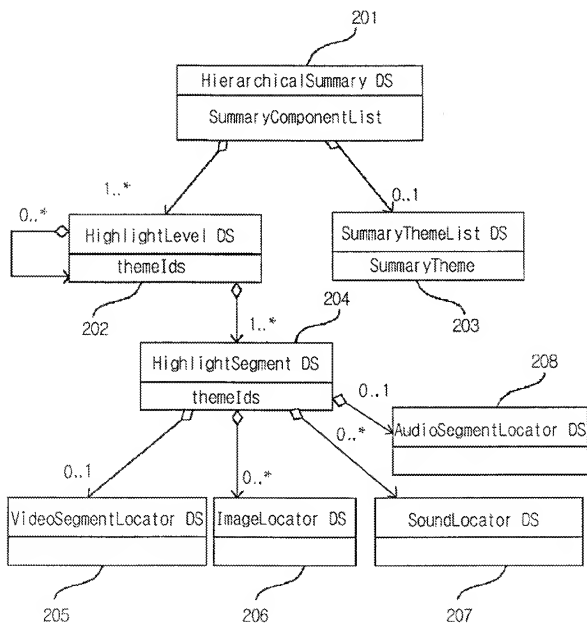 201
HierarchicalSummary DS
SummaryComponentList
1..*
0..1
0..*
HighlightLevel DS
themeIds
SummaryThemeList DS
SummaryTheme
202
203
204
1..*
HighlightSegment DS
themeIds
208
0..1
AudioSegmentLocator DS
0..*
0..1
0..*
VideoSegmentLocator DS
ImageLocator DS
SoundLocator DS
205
206
207